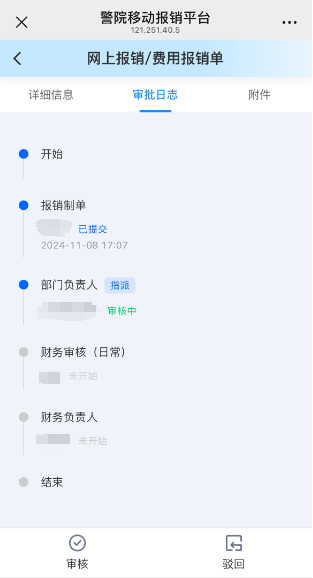 警院移动报销平台
121.251.40.5
网上报销/费用报销单
详细信息
审批日志
附件
开始
报销制单
已提交
2024-11-08 17:07
部门负责人 指派
审核中
财务审核（日常）
未开始
财务负责人
未开始
结束
审核
驳回